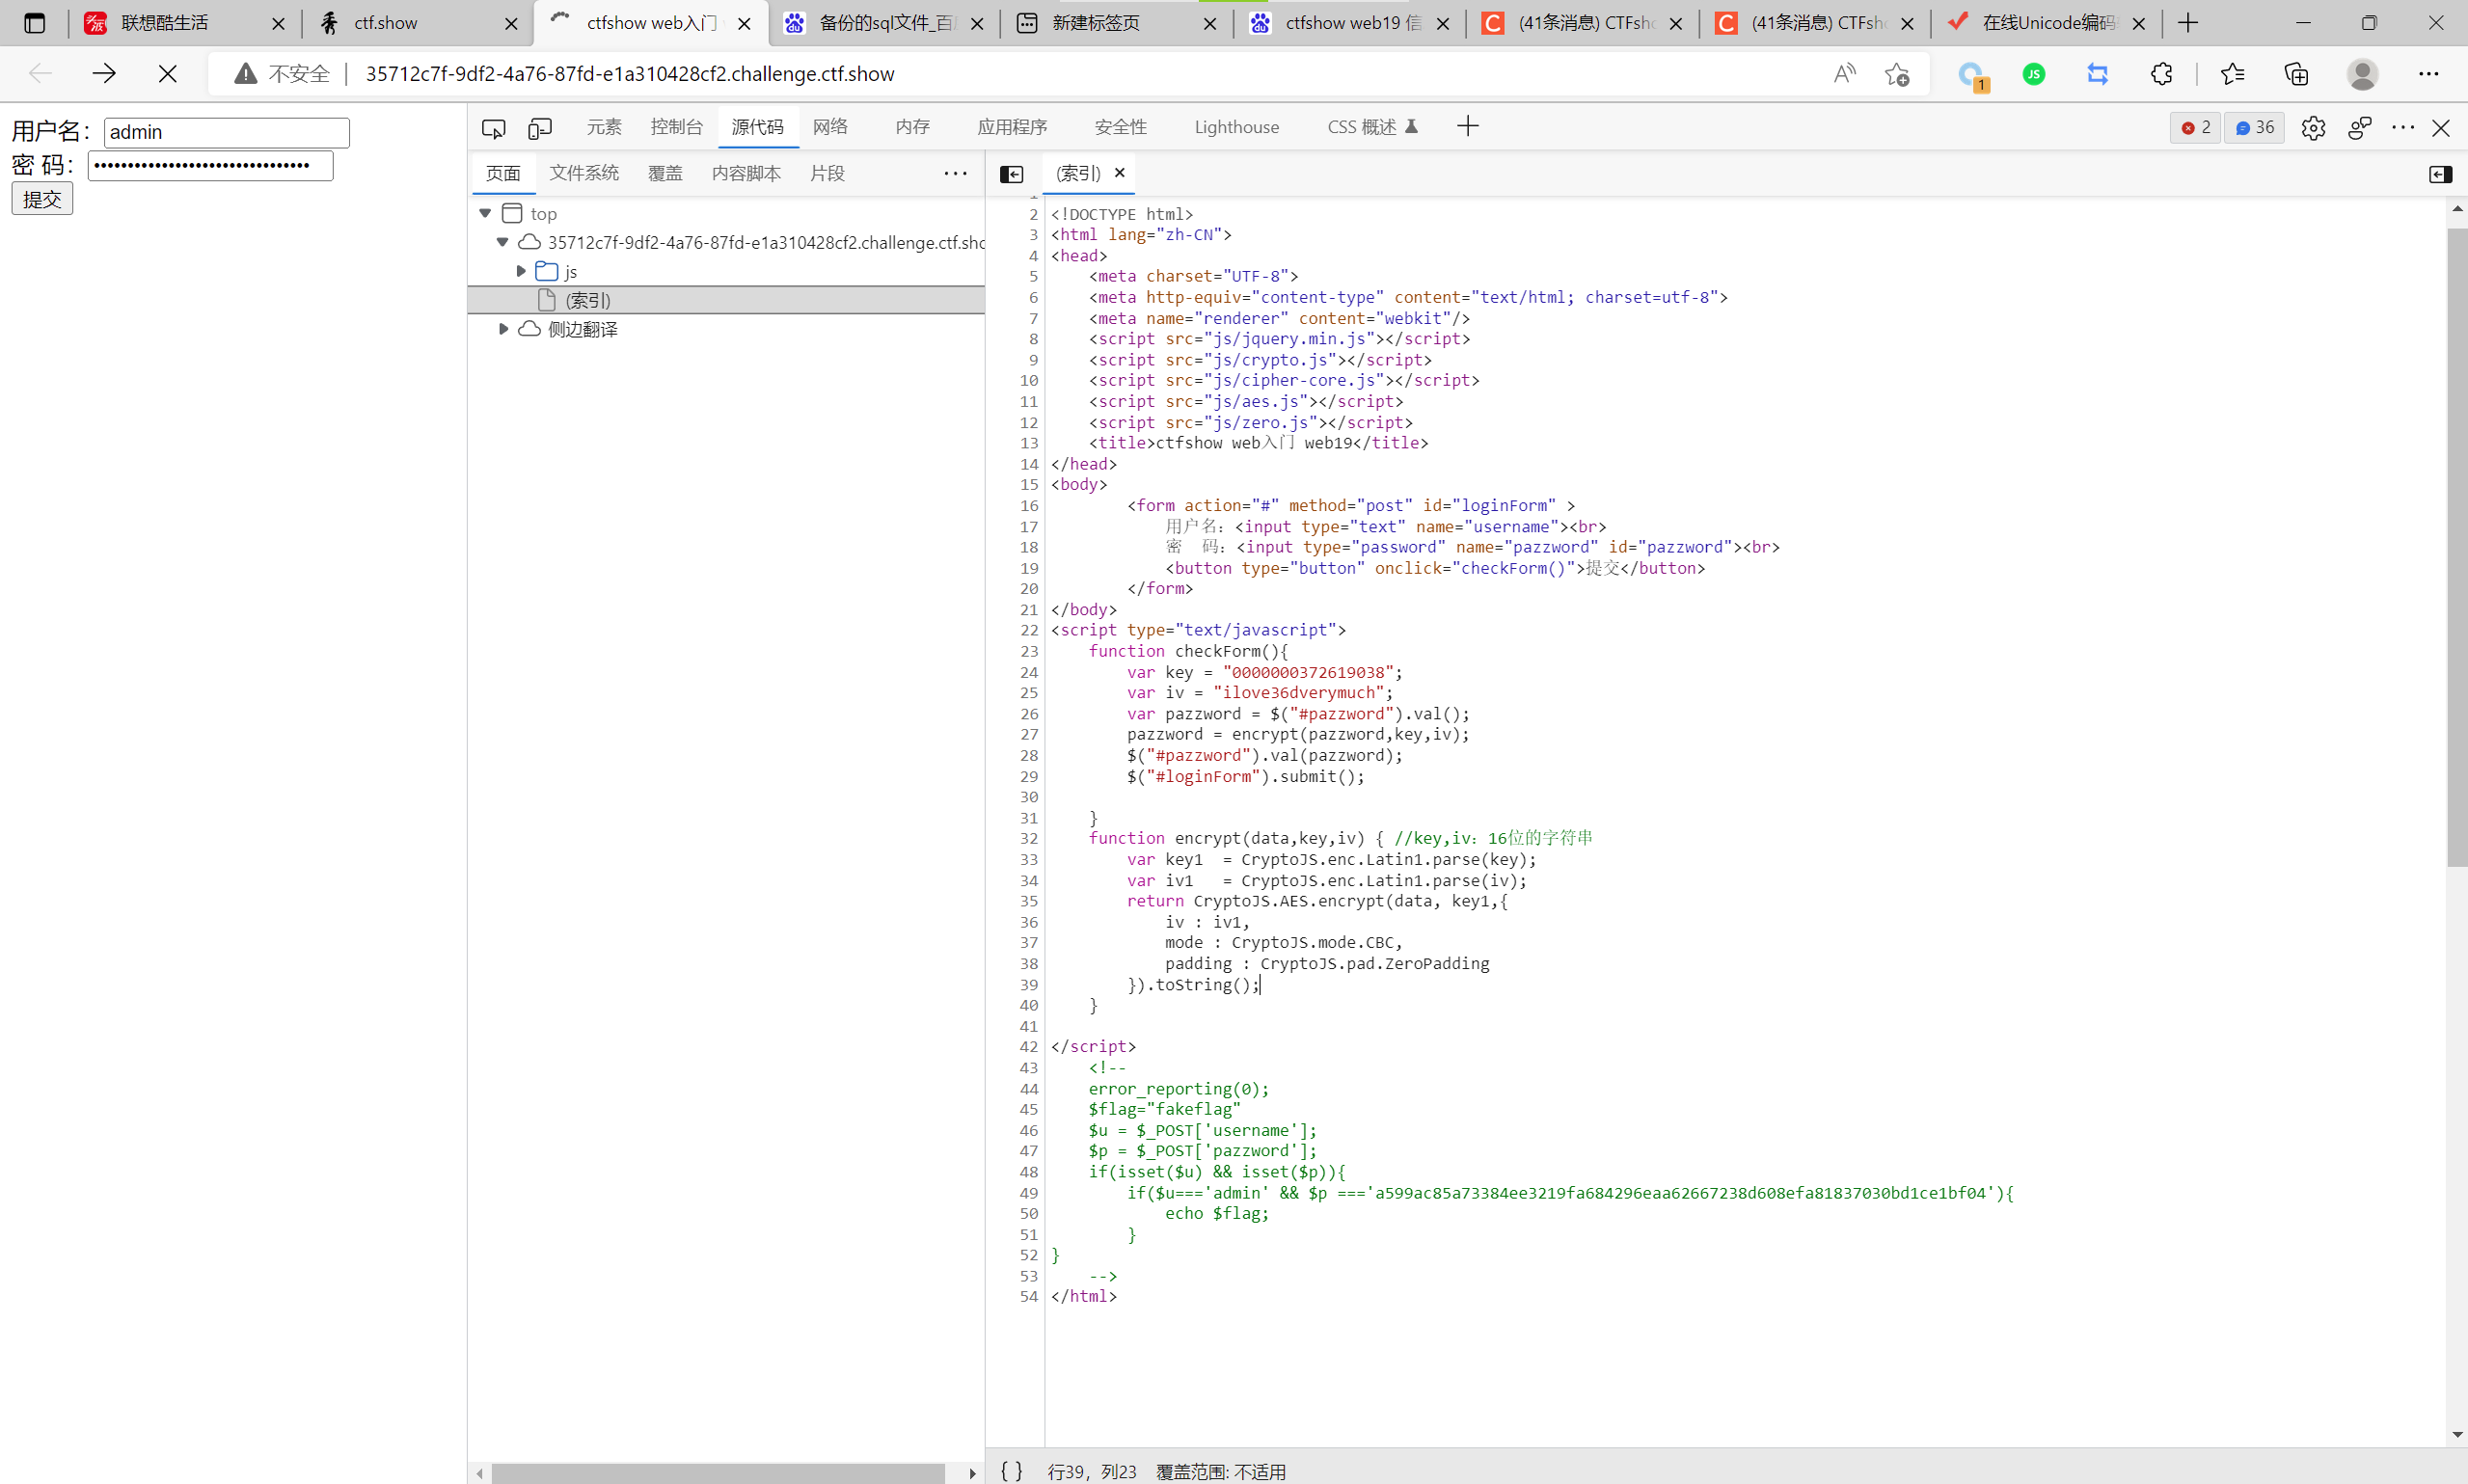 联想酷生活
ctf.show
ctfshow web入门
备份的sql文件_百
新建标签页
ctfshow web19 信
(41条消息) CTFsh
(41条消息) CTFsh
在线Unicode编码
不安全
35712c7f-9df2-4a76-87fd-e1a310428cf2.challenge.ctf.show
1
用户名: admin
密 码: ••••••••••••••••••••••••••••••••
提交
元素 控制台 源代码 网络 内存 应用程序 安全性 Lighthouse CSS 概述
2 36
页面 文件系统 覆盖 内容脚本 片段
(索引)
top
35712c7f-9df2-4a76-87fd-e1a310428cf2.challenge.ctf.sho
js
(索引)
侧边翻译
1
2 <!DOCTYPE html>
3 <html lang="zh-CN">
4 <head>
5     <meta charset="UTF-8">
6     <meta http-equiv="content-type" content="text/html; charset=utf-8">
7     <meta name="renderer" content="webkit"/>
8     <script src="js/jquery.min.js"></script>
9     <script src="js/crypto.js"></script>
10     <script src="js/cipher-core.js"></script>
11     <script src="js/aes.js"></script>
12     <script src="js/zero.js"></script>
13     <title>ctfshow web入门 web19</title>
14 </head>
15 <body>
16         <form action="#" method="post" id="loginForm" >
17             用户名：<input type="text" name="username"><br>
18             密  码：<input type="password" name="pazzword" id="pazzword"><br>
19             <button type="button" onclick="checkForm()">提交</button>
20         </form>
21 </body>
22 <script type="text/javascript">
23     function checkForm(){
24         var key = "0000000372619038";
25         var iv = "ilove36dverymuch";
26         var pazzword = $("#pazzword").val();
27         pazzword = encrypt(pazzword,key,iv);
28         $("#pazzword").val(pazzword);
29         $("#loginForm").submit();
30
31     }
32     function encrypt(data,key,iv) { //key,iv：16位的字符串
33         var key1  = CryptoJS.enc.Latin1.parse(key);
34         var iv1   = CryptoJS.enc.Latin1.parse(iv);
35         return CryptoJS.AES.encrypt(data, key1,{
36             iv : iv1,
37             mode : CryptoJS.mode.CBC,
38             padding : CryptoJS.pad.ZeroPadding
39         }).toString();
40     }
41
42 </script>
43     <!--
44     error_reporting(0);
45     $flag="fakeflag"
46     $u = $_POST['username'];
47     $p = $_POST['pazzword'];
48     if(isset($u) && isset($p)){
49         if($u==='admin' && $p ==='a599ac85a73384ee3219fa684296eaa62667238d608efa81837030bd1ce1bf04'){
50             echo $flag;
51         }
52 }
53     -->
54 </html>
{ } 行39，列23 覆盖范围: 不适用